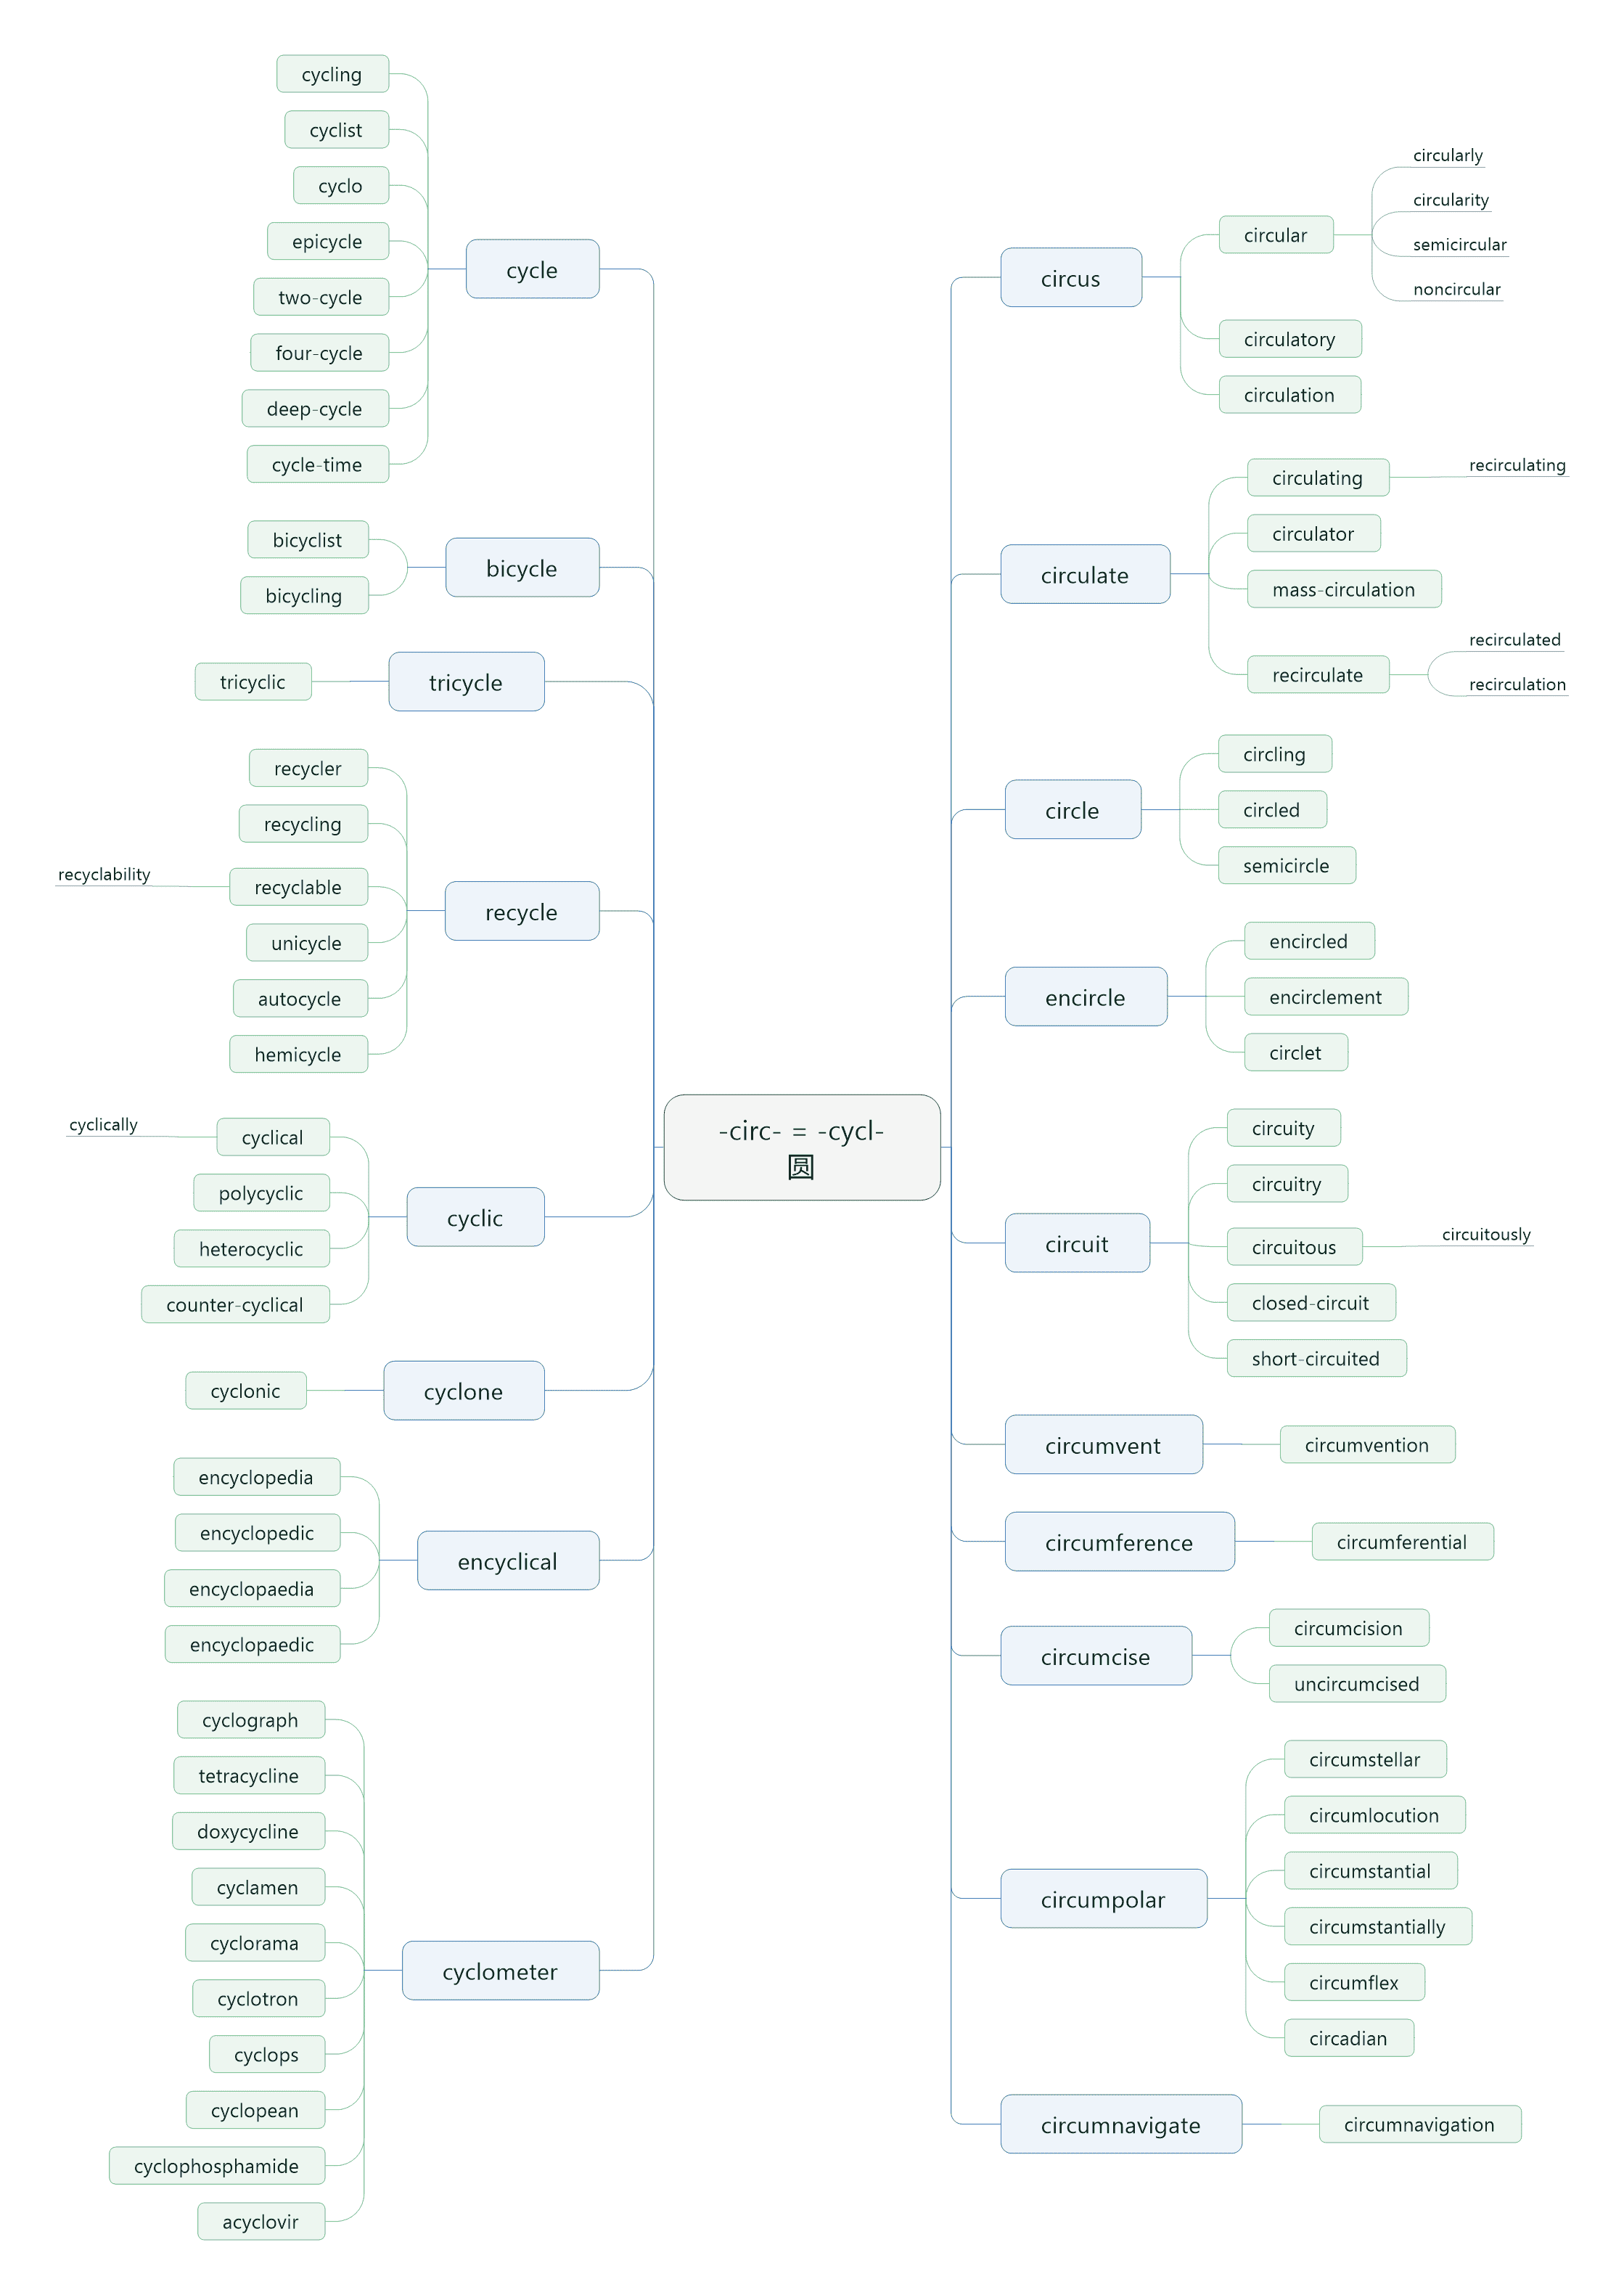 -circ- = -cycl-
圆
cycle
cycling
cyclist
cyclo
epicycle
two-cycle
four-cycle
deep-cycle
cycle-time
bicycle
bicyclist
bicycling
tricycle
tricyclic
recycle
recycler
recycling
recyclable
recyclability
unicycle
autocycle
hemicycle
cyclic
cyclical
cyclically
polycyclic
heterocyclic
counter-cyclical
cyclone
cyclonic
encyclical
encyclopedia
encyclopedic
encyclopaedia
encyclopaedic
cyclometer
cyclograph
tetracycline
doxycycline
cyclamen
cyclorama
cyclotron
cyclops
cyclopean
cyclophosphamide
acyclovir
circus
circular
circularly
circularity
semicircular
noncircular
circulatory
circulation
circulate
circulating
recirculating
circulator
mass-circulation
recirculate
recirculated
recirculation
circle
circling
circled
semicircle
encircle
encircled
encirclement
circlet
circuit
circuity
circuitry
circuitous
circuitously
closed-circuit
short-circuited
circumvent
circumvention
circumference
circumferential
circumcise
circumcision
uncircumcised
circumpolar
circumstellar
circumlocution
circumstantial
circumstantially
circumflex
circadian
circumnavigate
circumnavigation